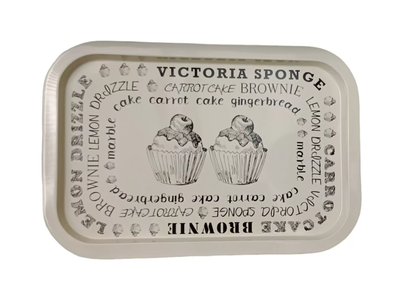 VICTORIA SPONGE
CARROTCAKE BROWNIE
cake carrot cake gingerbread
LEMON DRIZZLE
BROWNIE LEMON DRIZZLE
marble
marble
LEMON DRIZZLE VICTORIA SPONGE
CARROTCAKE
cake carrot cake gingerbread
CARROTCAKE
BROWNIE